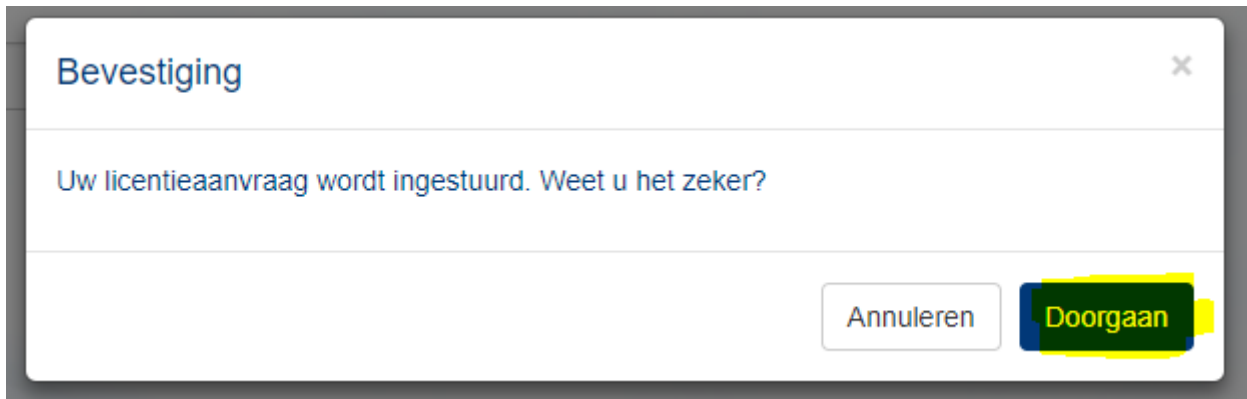 Bevestiging ×
Uw licentieaanvraag wordt ingestuurd. Weet u het zeker?
Annuleren Doorgaan